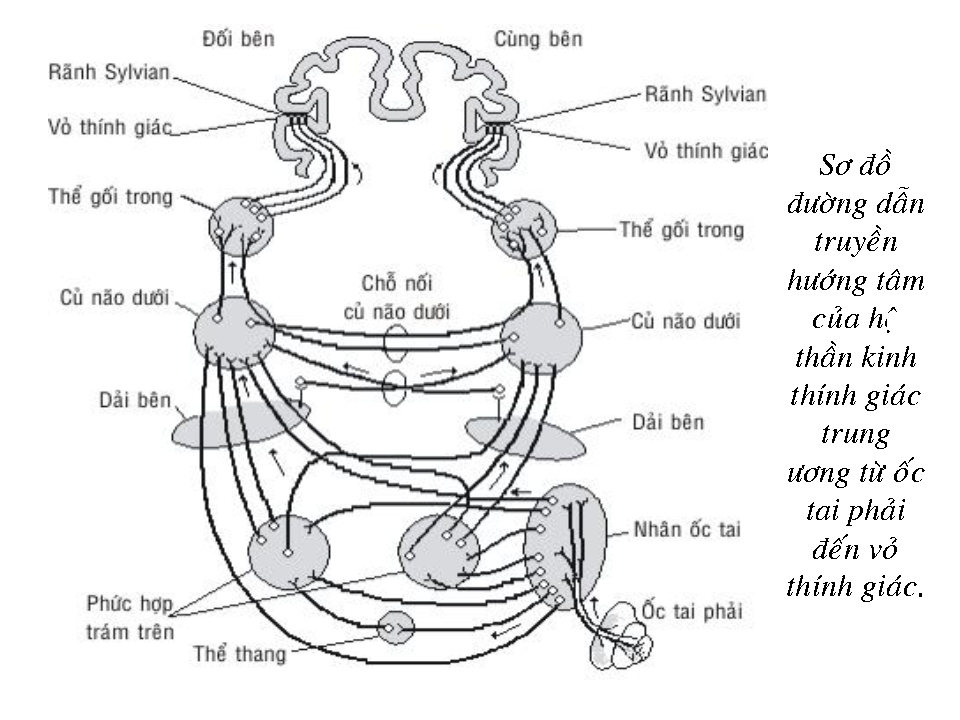 Đối bên
Cùng bên
Rãnh Sylvian
Rãnh Sylvian
Vỏ thính giác
Vỏ thính giác
Thể gối trong
Thể gối trong
Chỗ nối
củ não dưới
Củ não dưới
Củ não dưới
Dải bên
Dải bên
Nhân ốc tai
Phức hợp
trám trên
Ốc tai phải
Thể thang
Sơ đồ
đường dẫn
truyền
hướng tâm
của hệ
thần kinh
thính giác
trung
ương từ ốc
tai phải
đến vỏ
thính giác.